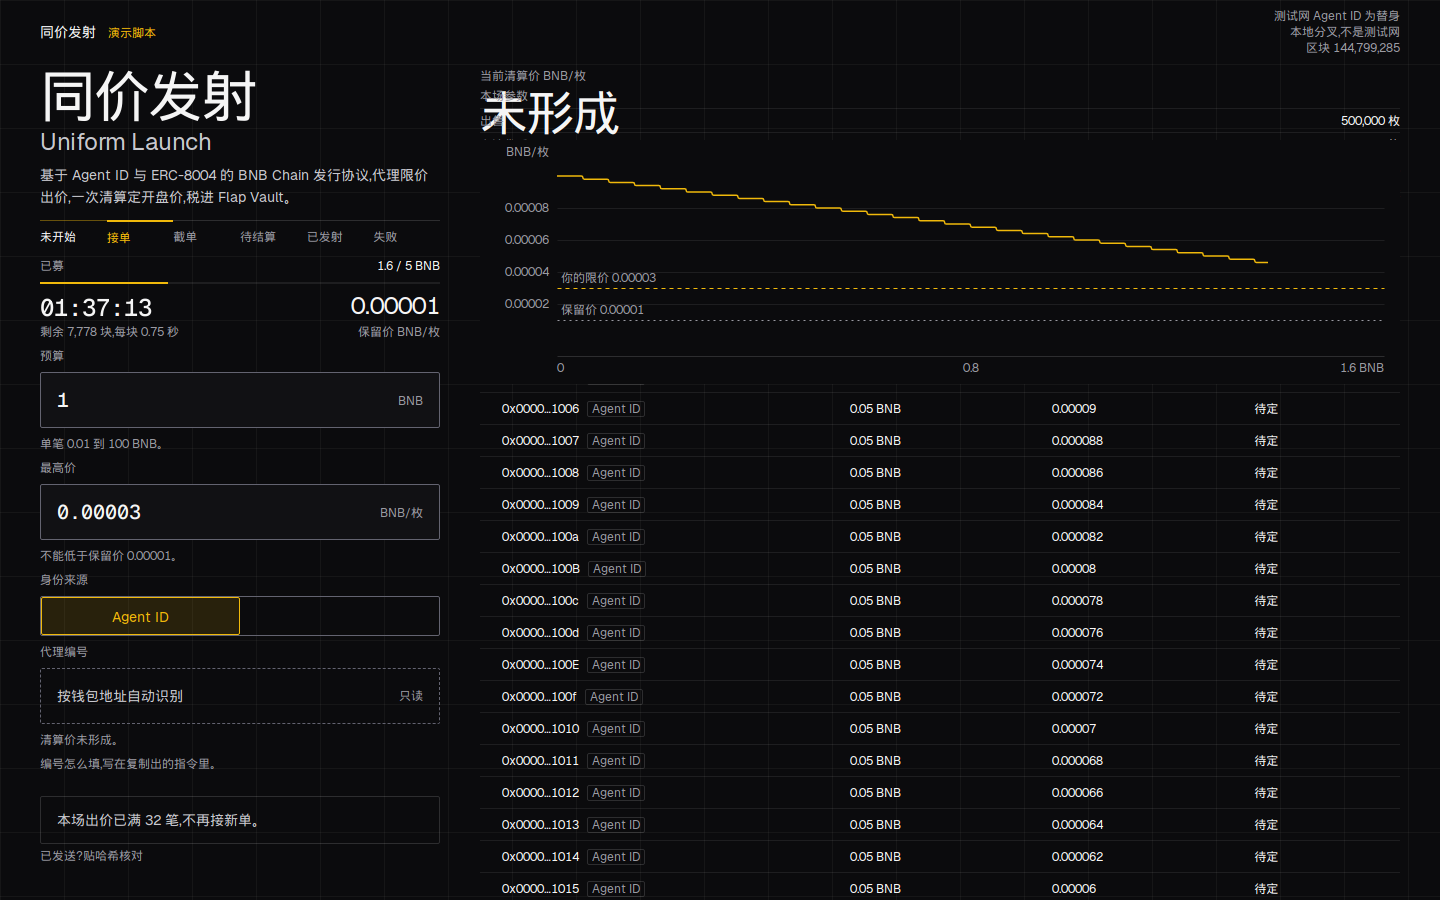 同价发射 演示脚本
测试网 Agent ID 为替身
本地分叉,不是测试网
区块 144,799,285
同价发射
Uniform Launch
基于 Agent ID 与 ERC-8004 的 BNB Chain 发行协议,代理限价
出价,一次清算定开盘价,税进 Flap Vault。
未开始 接单 截单 待结算 已发射 失败
已募 1.6 / 5 BNB
01:37:13 0.00001
剩余 7,778 块,每块 0.75 秒 保留价 BNB/枚
预算
1 BNB
单笔 0.01 到 100 BNB。
最高价
0.00003 BNB/枚
不能低于保留价 0.00001。
身份来源
Agent ID
代理编号
按钱包地址自动识别 只读
清算价未形成。
编号怎么填,写在复制出的指令里。
本场出价已满 32 笔,不再接新单。
已发送?贴哈希核对
当前清算价 BNB/枚
本场参数
未形成
出售 500,000 枚
BNB/枚
0.00008
0.00006
0.00004
你的限价 0.00003
0.00002
保留价 0.00001
0 0.8 1.6 BNB
0x0000…1006 Agent ID 0.05 BNB 0.00009 待定
0x0000…1007 Agent ID 0.05 BNB 0.000088 待定
0x0000…1008 Agent ID 0.05 BNB 0.000086 待定
0x0000…1009 Agent ID 0.05 BNB 0.000084 待定
0x0000…100a Agent ID 0.05 BNB 0.000082 待定
0x0000…100B Agent ID 0.05 BNB 0.00008 待定
0x0000…100c Agent ID 0.05 BNB 0.000078 待定
0x0000…100d Agent ID 0.05 BNB 0.000076 待定
0x0000…100E Agent ID 0.05 BNB 0.000074 待定
0x0000…100f Agent ID 0.05 BNB 0.000072 待定
0x0000…1010 Agent ID 0.05 BNB 0.00007 待定
0x0000…1011 Agent ID 0.05 BNB 0.000068 待定
0x0000…1012 Agent ID 0.05 BNB 0.000066 待定
0x0000…1013 Agent ID 0.05 BNB 0.000064 待定
0x0000…1014 Agent ID 0.05 BNB 0.000062 待定
0x0000…1015 Agent ID 0.05 BNB 0.00006 待定